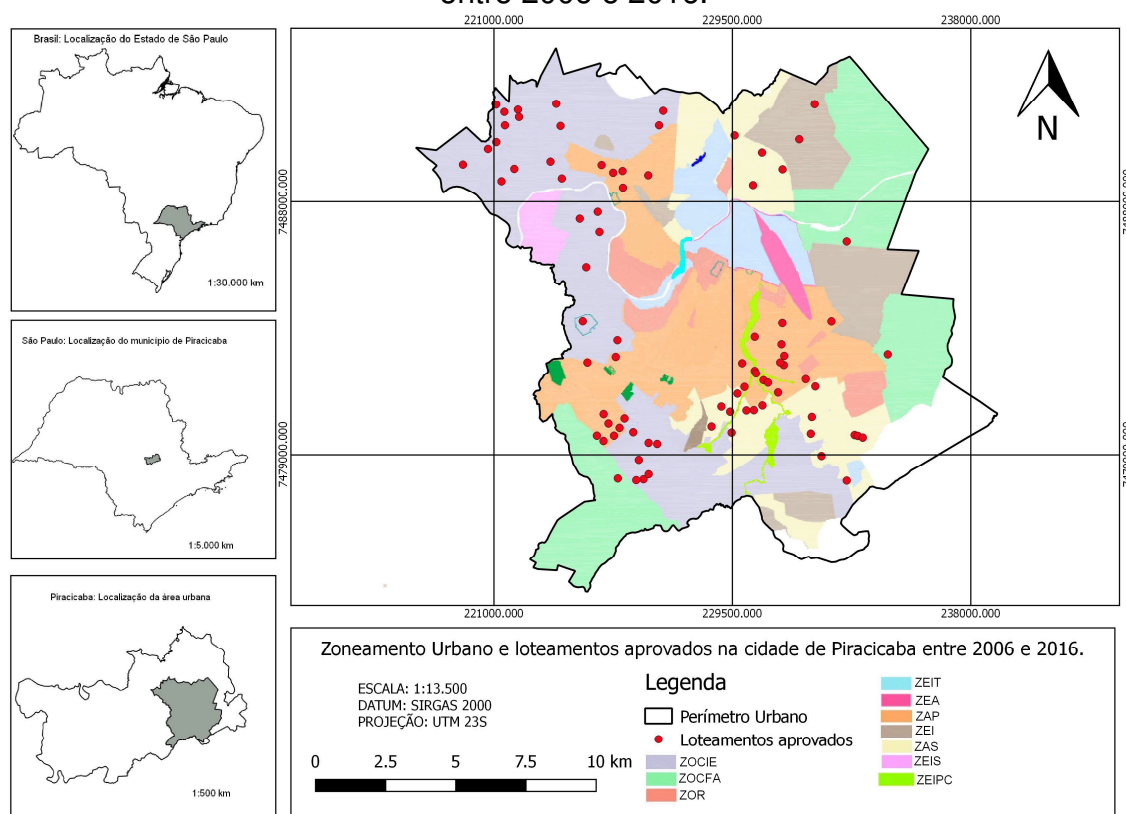 entre 2006 e 2016.
Brasil: Localização do Estado de São Paulo
1:30.000 km
São Paulo: Localização do município de Piracicaba
1:5.000 km
Piracicaba: Localização da área urbana
1:500 km
221000.000
229500.000
238000.000
7488000.000
7479000.000
N
221000.000
229500.000
238000.000
Zoneamento Urbano e loteamentos aprovados na cidade de Piracicaba entre 2006 e 2016.
ESCALA: 1:13.500
DATUM: SIRGAS 2000
PROJEÇÃO: UTM 23S
0 2.5 5 7.5 10 km
Legenda
Perímetro Urbano
Loteamentos aprovados
ZOCIE
ZOCFA
ZOR
ZEIT
ZEA
ZAP
ZEI
ZAS
ZEIS
ZEIPC